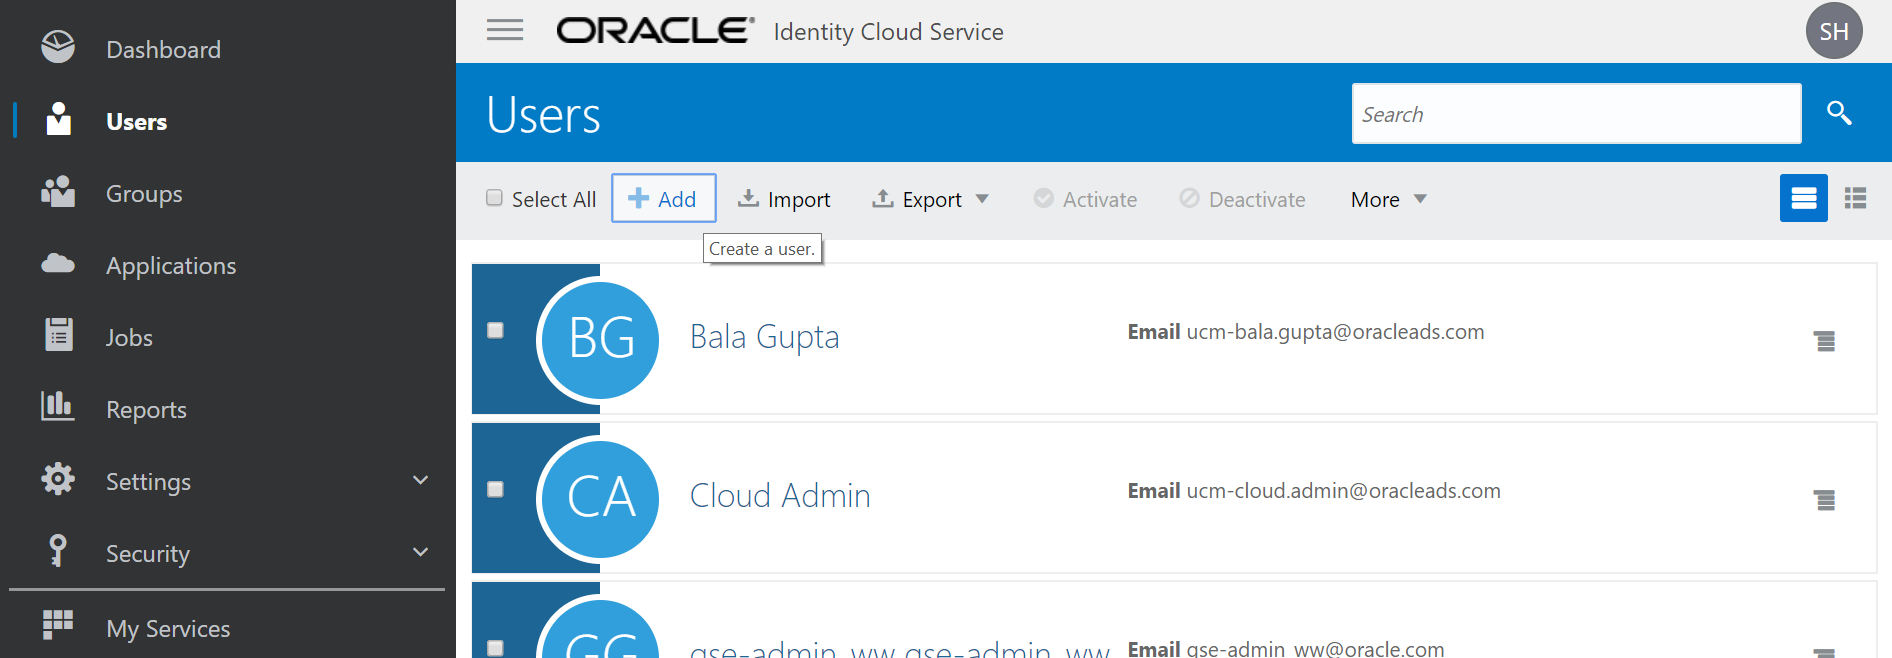 Dashboard
Users
Groups
Applications
Jobs
Reports
Settings
Security
My Services
ORACLE® Identity Cloud Service
SH
Users
Search
Select All Add Import Export Activate Deactivate More
Create a user.
BG Bala Gupta Email ucm-bala.gupta@oracleads.com
CA Cloud Admin Email ucm-cloud.admin@oracleads.com
GG gse-admin_ww gse-admin_ww Email gse-admin_ww@oracle.com